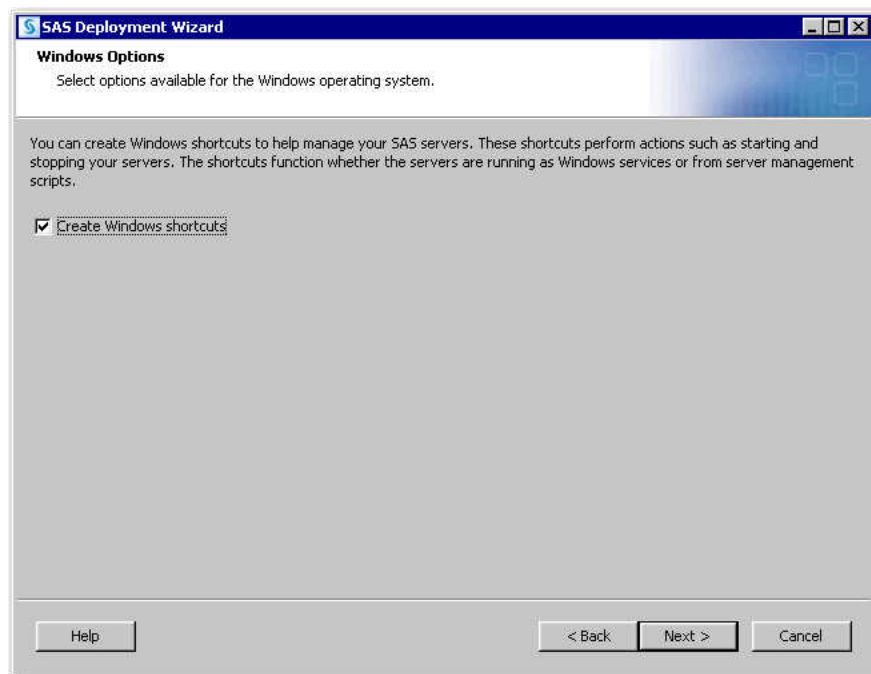 SAS Deployment Wizard
Windows Options
Select options available for the Windows operating system.
You can create Windows shortcuts to help manage your SAS servers. These shortcuts perform actions such as starting and
stopping your servers. The shortcuts function whether the servers are running as Windows services or from server management
scripts.
Create Windows shortcuts
Help
< Back
Next >
Cancel